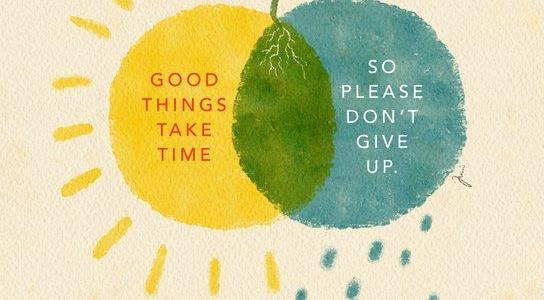 GOOD
THINGS
TAKE
TIME
SO
PLEASE
DON'T
GIVE
UP.